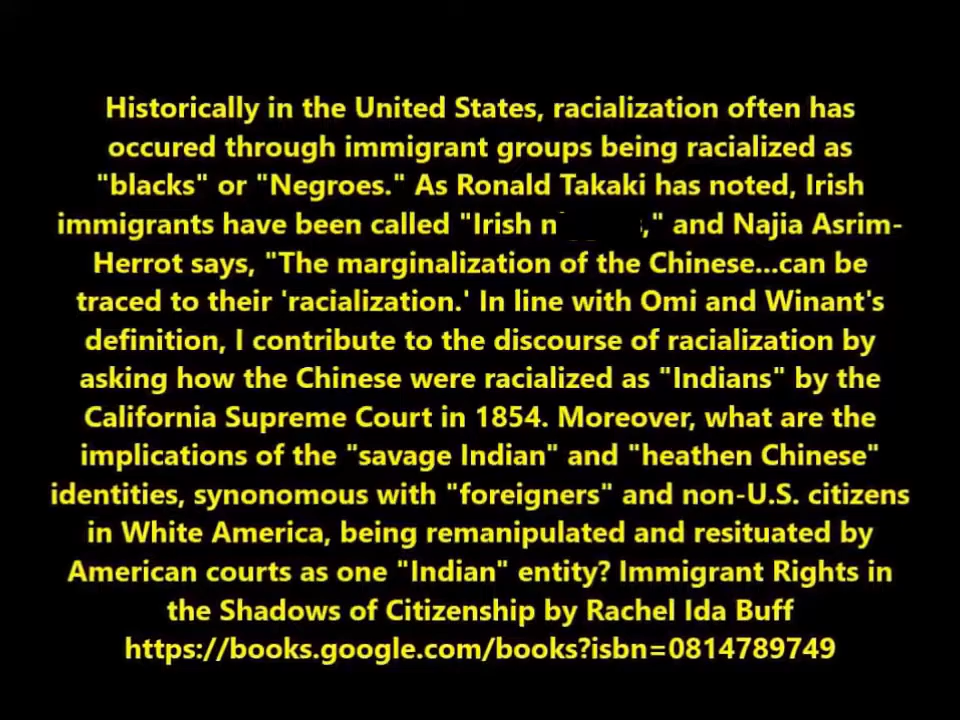 Historically in the United States, racialization often has
occured through immigrant groups being racialized as
"blacks" or "Negroes." As Ronald Takaki has noted, Irish
immigrants have been called "Irish n s," and Najia Asrim-
Herrot says, "The marginalization of the Chinese...can be
traced to their 'racialization.' In line with Omi and Winant's
definition, I contribute to the discourse of racialization by
asking how the Chinese were racialized as "Indians" by the
California Supreme Court in 1854. Moreover, what are the
implications of the "savage Indian" and "heathen Chinese"
identities, synonomous with "foreigners" and non-U.S. citizens
in White America, being remanipulated and resituated by
American courts as one "Indian" entity? Immigrant Rights in
the Shadows of Citizenship by Rachel Ida Buff
https://books.google.com/books?isbn=0814789749